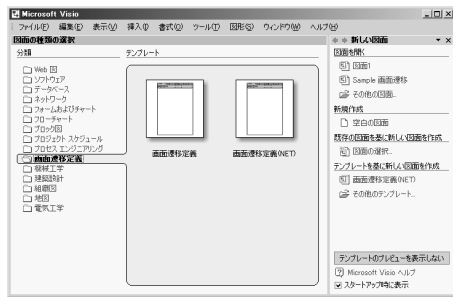 Microsoft Visio
ファイル(F) 編集(E) 表示(V) 挿入(I) 書式(O) ツール(T) 図形(S) ウィンドウ(W) ヘルプ(H)
図面の種類の選択
新しい図面
分類
テンプレート
Web 図
ソフトウェア
データベース
ネットワーク
フォームおよびチャート
フローチャート
ブロック図
プロジェクト スケジュール
プロセス エンジニアリング
画面遷移定義
機械工学
建築設計
組織図
地図
電気工学
画面遷移定義
画面遷移定義(NET)
図面を開く
図面1
Sample 画面遷移
その他の図面...
新規作成
空白の図面
既存の図面を基に新しい図面を作成
図面の選択...
テンプレートを基に新しい図面を作成
画面遷移定義(NET)
その他のテンプレート...
テンプレートのプレビューを表示しない
Microsoft Visio ヘルプ
スタートアップ時に表示